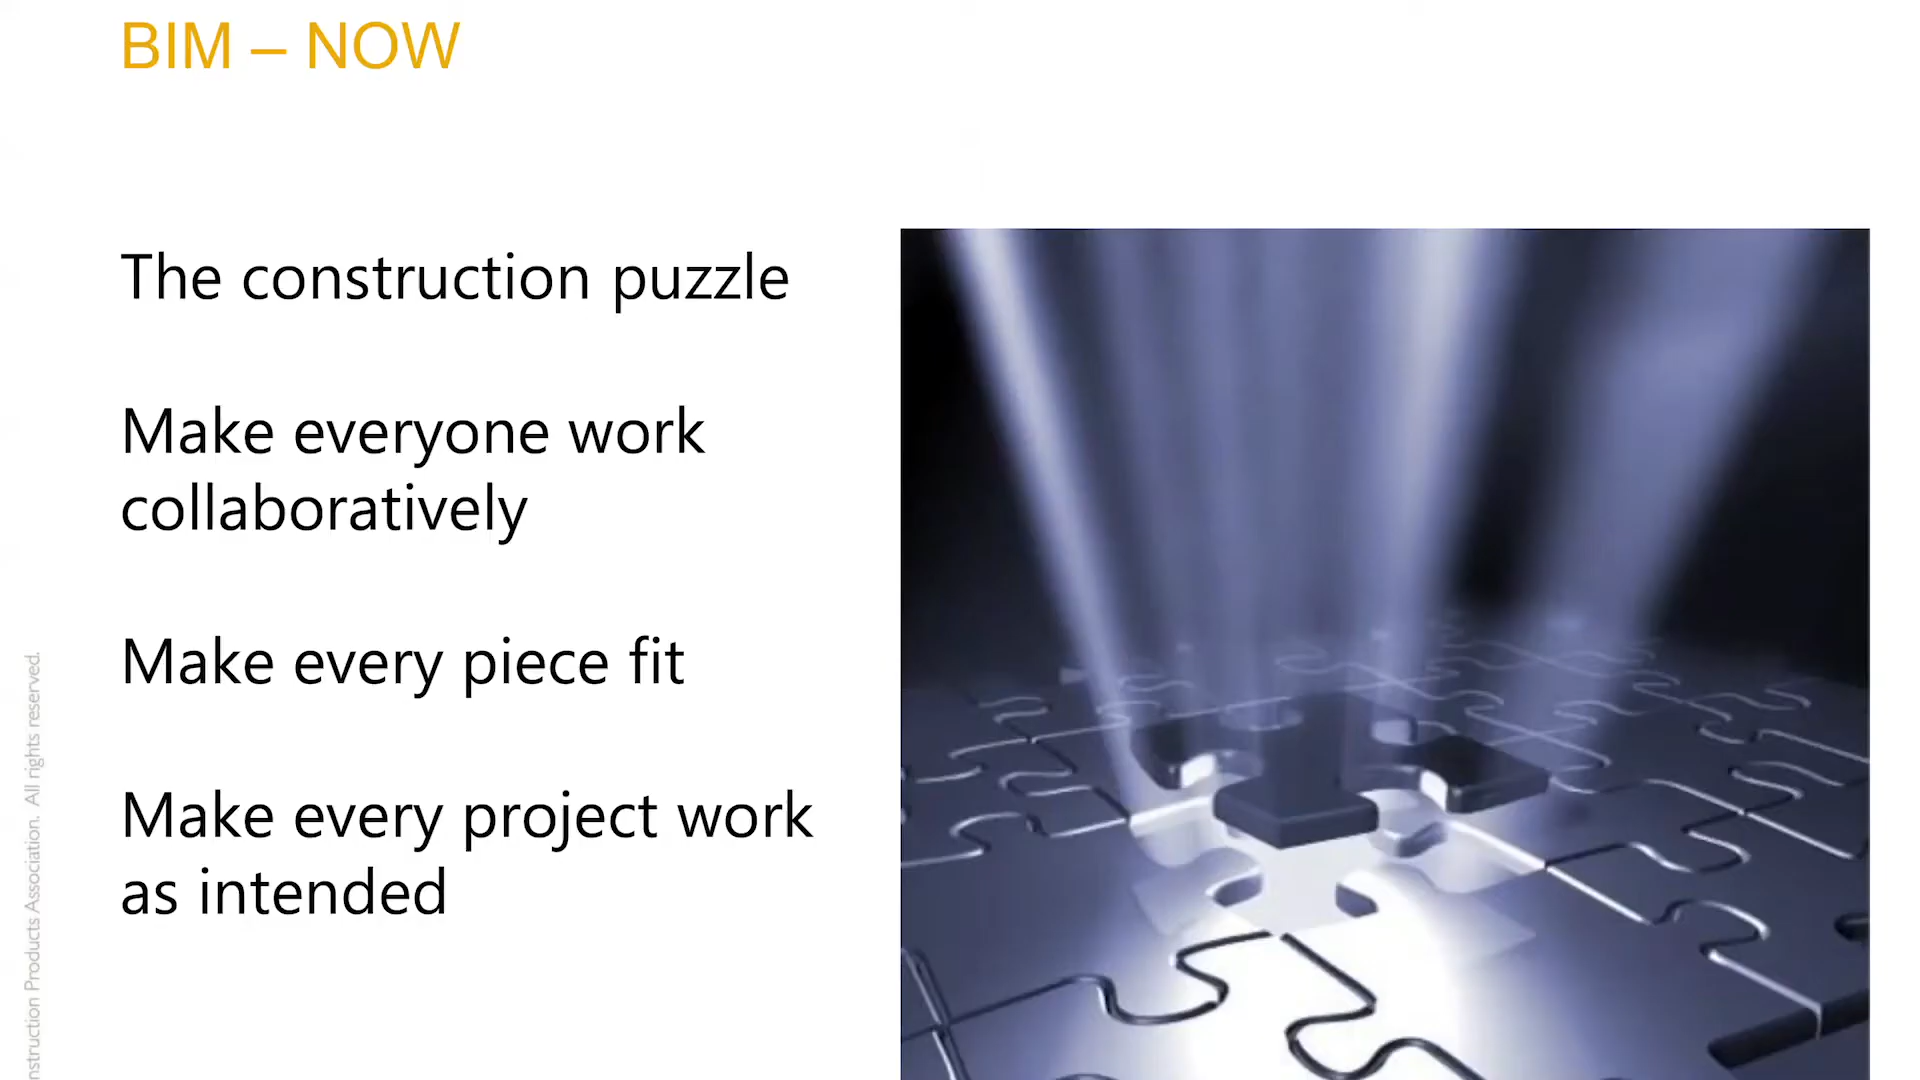 BIM – NOW
The construction puzzle
Make everyone work
collaboratively
Make every piece fit
Make every project work
as intended
Products Association. All rights reserved.